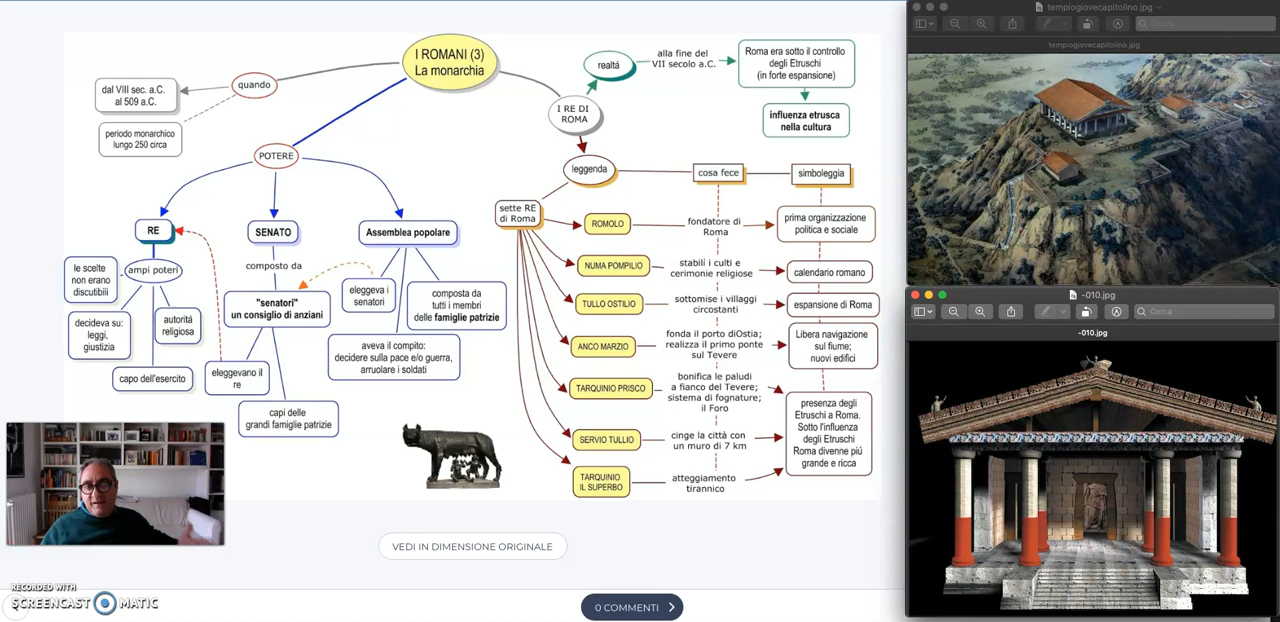 I ROMANI (3)
La monarchia
quando
dal VIII sec. a.C.
al 509 a.C.
periodo monarchico
lungo 250 circa
POTERE
RE
ampi poteri
le scelte
non erano
discutibili
decideva su:
leggi,
giustizia
autorità
religiosa
capo dell'esercito
SENATO
composto da
"senatori"
un consiglio di anziani
eleggevano il
re
capi delle
grandi famiglie patrizie
Assemblea popolare
eleggeva i
senatori
composta da
tutti i membri
delle famiglie patrizie
aveva il compito:
decidere sulla pace e/o guerra,
arruolare i soldati
I RE DI
ROMA
realtá
alla fine del
VII secolo a.C.
Roma era sotto il controllo
degli Etruschi
(in forte espansione)
influenza etrusca
nella cultura
leggenda
cosa fece
simboleggia
sette RE
di Roma
ROMOLO
fondatore di
Roma
prima organizzazione
politica e sociale
NUMA POMPILIO
stabilí i culti e
cerimonie religiose
calendario romano
TULLO OSTILIO
sottomise i villaggi
circostanti
espansione di Roma
ANCO MARZIO
fonda il porto diOstia;
realizza il primo ponte
sul Tevere
Libera navigazione
sul fiume;
nuovi edifici
TARQUINIO PRISCO
bonifica le paludi
a fianco del Tevere;
sistema di fognature;
il Foro
SERVIO TULLIO
cinge la città con
un muro di 7 km
TARQUINIO
IL SUPERBO
atteggiamento
tirannico
presenza degli
Etruschi a Roma.
Sotto l'influenza
degli Etruschi
Roma divenne piú
grande e ricca
VEDI IN DIMENSIONE ORIGINALE
0 COMMENTI
RECORDED WITH
SCREENCAST MATIC
tempiogiovecapitolino.jpg
tempiogiovecapitolino.jpg
-010.jpg
Cerca
-010.jpg